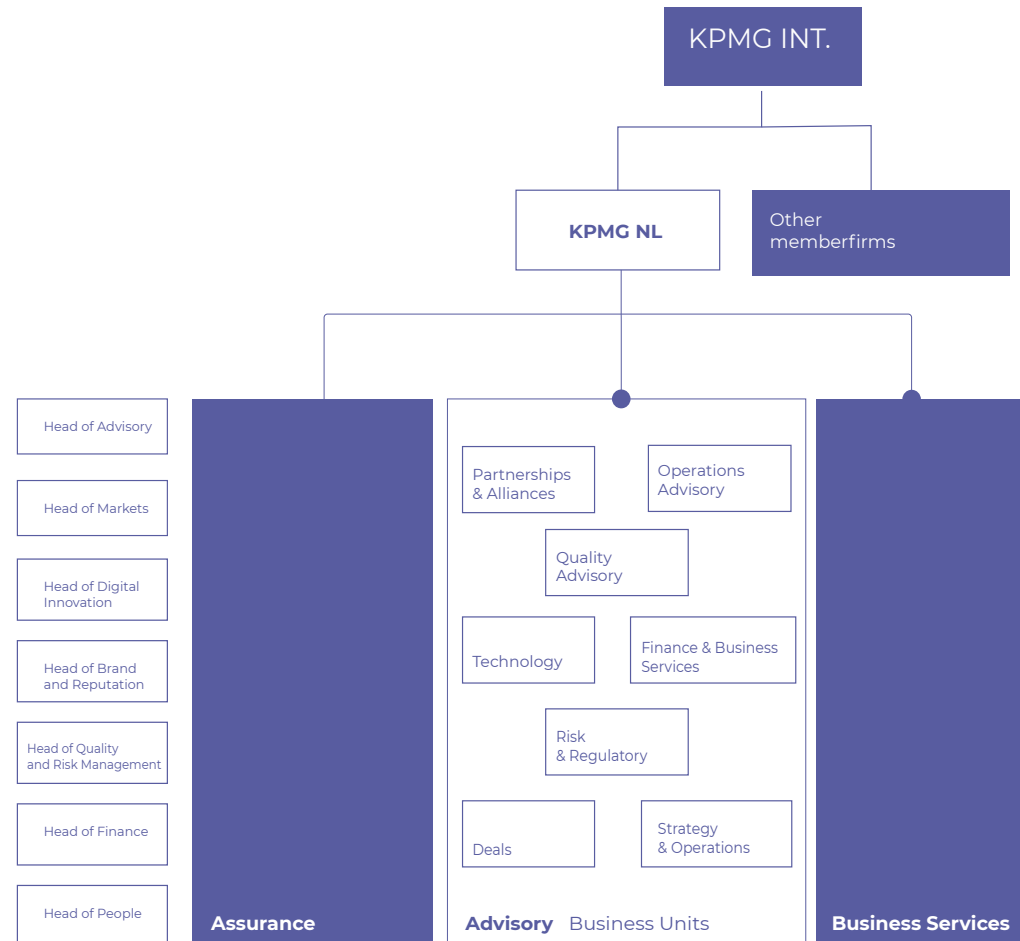 KPMG INT.
KPMG NL
Other
memberfirms
Head of Advisory
Head of Markets
Head of Digital
Innovation
Head of Brand
and Reputation
Head of Quality
and Risk Management
Head of Finance
Head of People
Assurance
Partnerships
& Alliances
Operations
Advisory
Quality
Advisory
Technology
Finance & Business
Services
Risk
& Regulatory
Deals
Strategy
& Operations
Advisory Business Units
Business Services